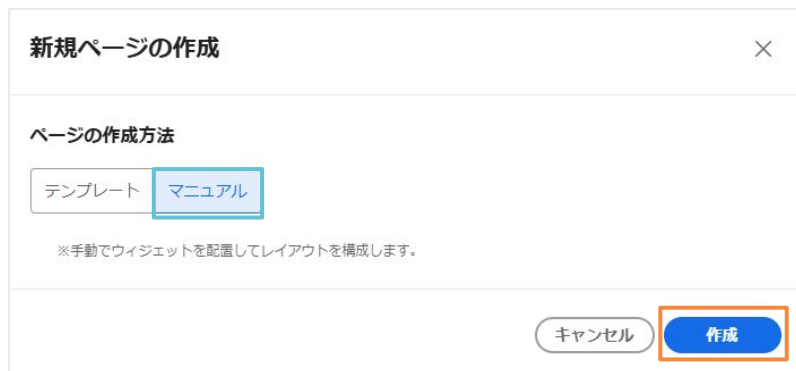 新規ページの作成
ページの作成方法
テンプレート マニュアル
※手動でウィジェットを配置してレイアウトを構成します。
キャンセル 作成